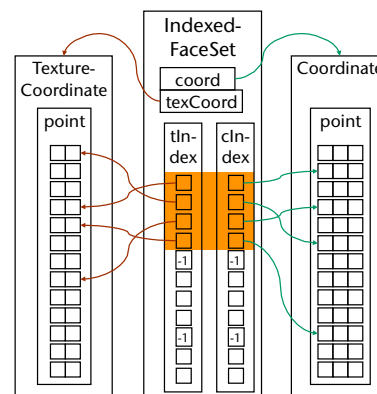 Indexed-
FaceSet
coord
texCoord
Texture-
Coordinate
point
tIn-
dex
cIn-
dex
-1
-1
-1
-1
Coordinate
point